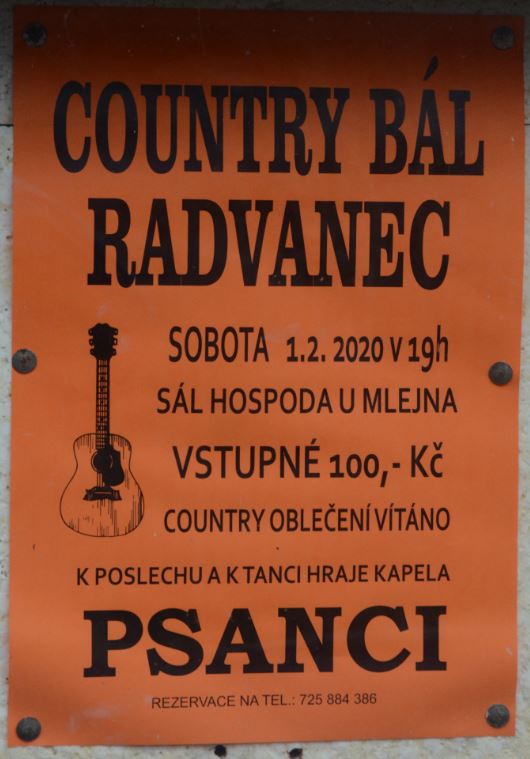 COUNTRY BÁL
RADVANEC
SOBOTA 1.2. 2020 V 19h
SÁL HOSPODA U MLEJNA
VSTUPNÉ 100,- Kč
COUNTRY OBLEČENÍ VÍTÁNO
K POSLECHU A K TANCI HRAJE KAPELA
PSANCI
REZERVACE NA TEL.: 725 884 386